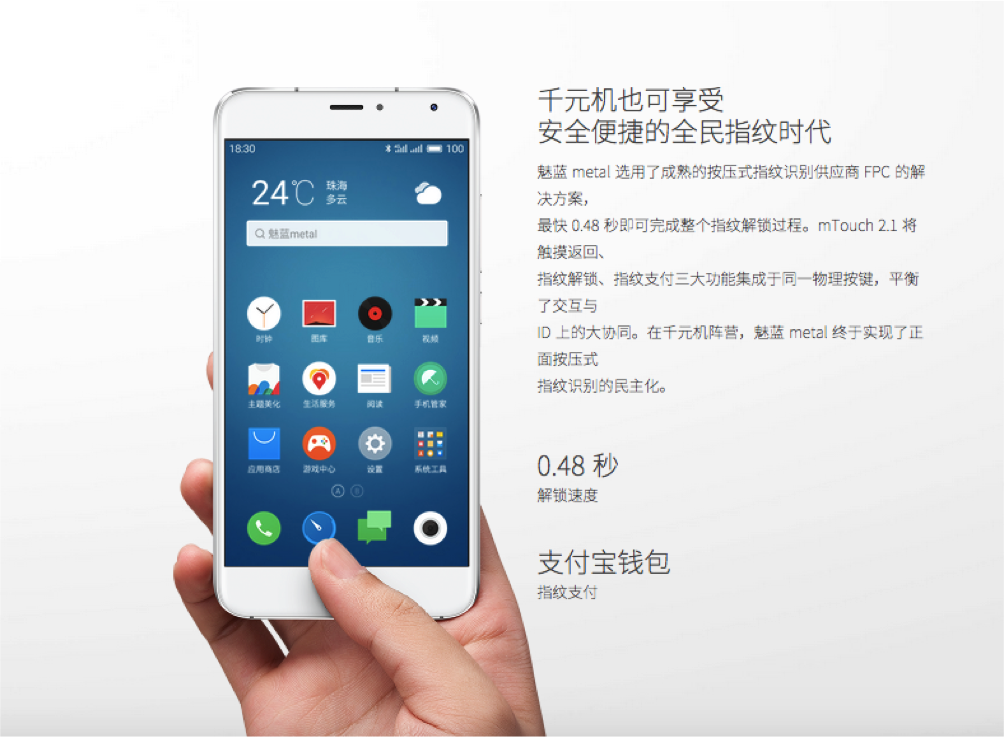 18:30
100
24℃
珠海
多云
魅蓝metal
时钟
图库
音乐
视频
主题美化
生活服务
阅读
手机管家
应用商店
游戏中心
设置
系统工具
A
B
千元机也可享受
安全便捷的全民指纹时代
魅蓝 metal 选用了成熟的按压式指纹识别供应商 FPC 的解
决方案，
最快 0.48 秒即可完成整个指纹解锁过程。mTouch 2.1 将
触摸返回、
指纹解锁、指纹支付三大功能集成于同一物理按键，平衡
了交互与
ID 上的大协同。在千元机阵营，魅蓝 metal 终于实现了正
面按压式
指纹识别的民主化。
0.48 秒
解锁速度
支付宝钱包
指纹支付